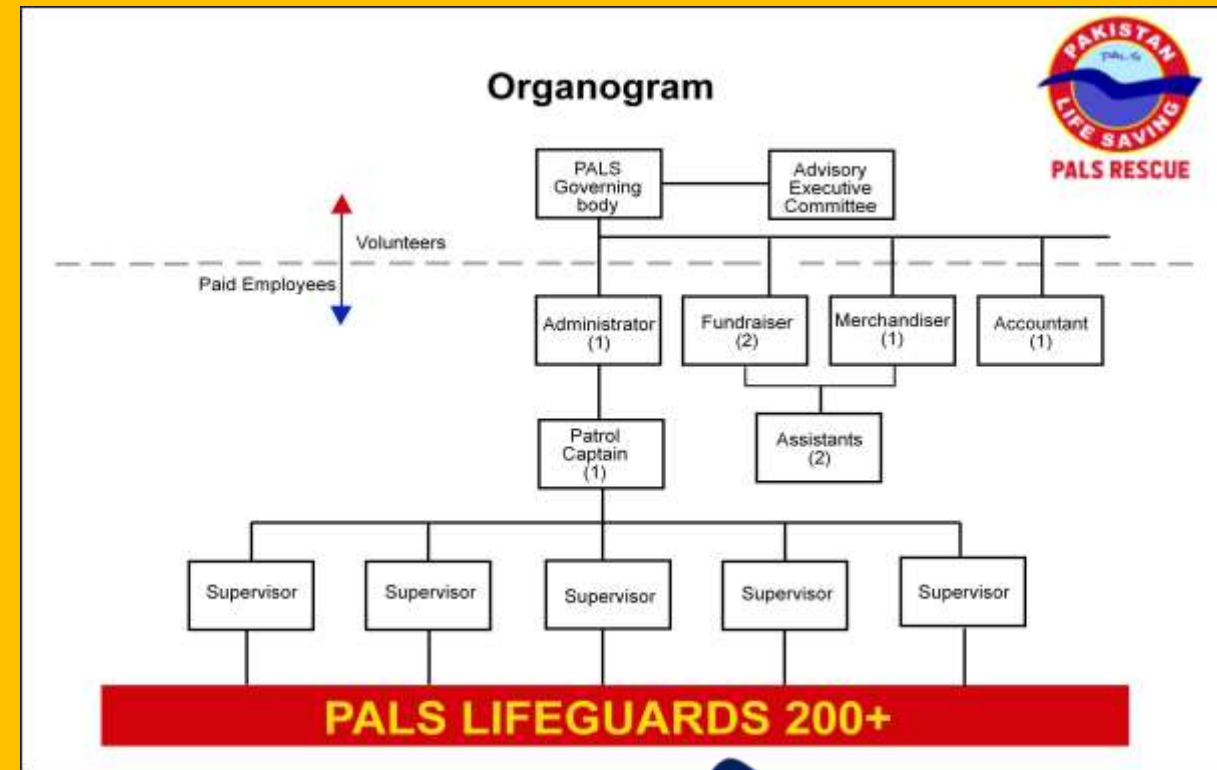 Organogram
PAKISTAN
PALS
LIFE SAVING
PALS RESCUE
PALS
Governing
body
Advisory
Executive
Committee
Volunteers
Paid Employees
Administrator
(1)
Fundraiser
(2)
Merchandiser
(1)
Accountant
(1)
Patrol
Captain
(1)
Assistants
(2)
Supervisor
Supervisor
Supervisor
Supervisor
Supervisor
PALS LIFEGUARDS 200+